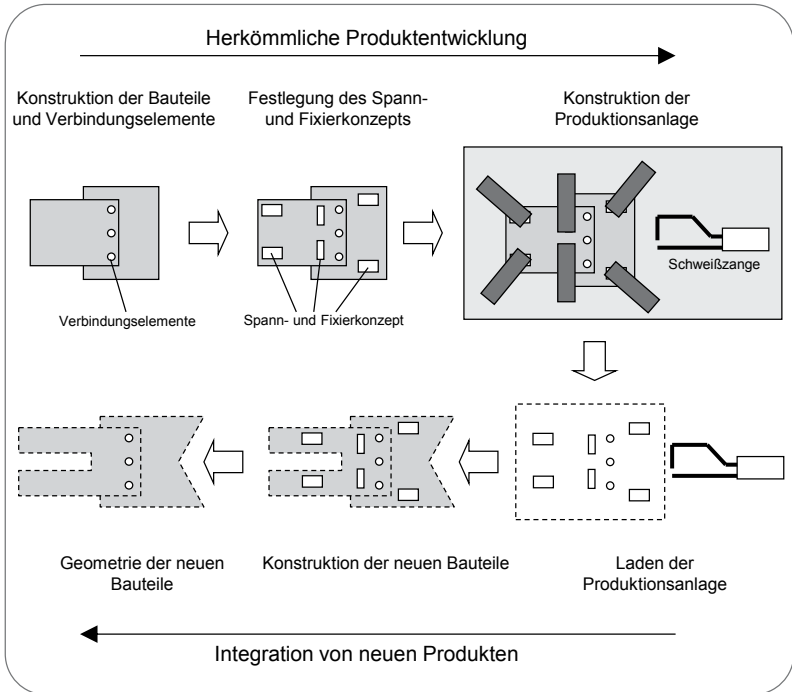 Herkömmliche Produktentwicklung
Konstruktion der Bauteile
und Verbindungselemente
Festlegung des Spann-
und Fixierkonzepts
Konstruktion der
Produktionsanlage
Schweißzange
Verbindungselemente
Spann- und Fixierkonzept
Geometrie der neuen
Bauteile
Konstruktion der neuen Bauteile
Laden der
Produktionsanlage
Integration von neuen Produkten